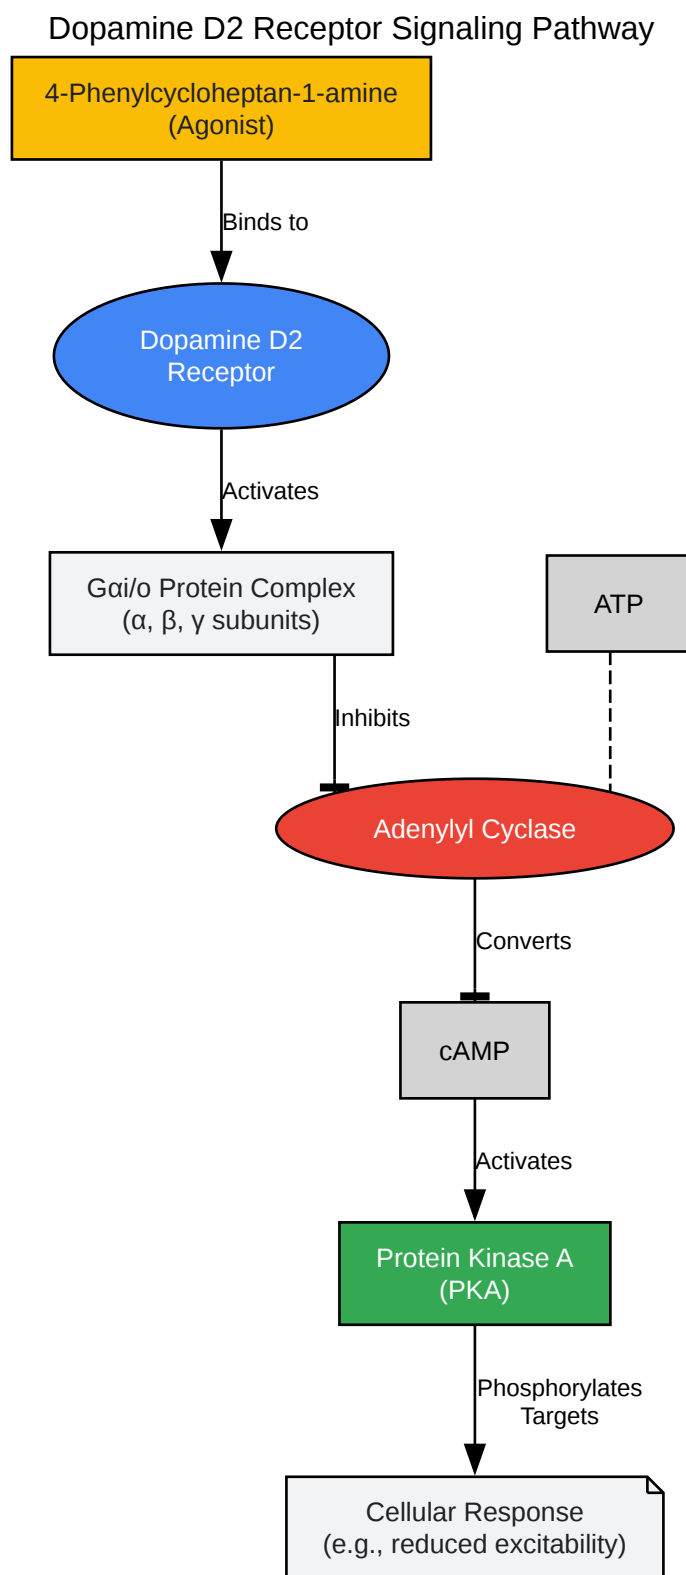 Dopamine D2 Receptor Signaling Pathway
4-Phenylcycloheptan-1-amine
(Agonist)
Binds to
Dopamine D2
Receptor
Activates
Gαi/o Protein Complex
(α, β, γ subunits)
ATP
Inhibits
Adenylyl Cyclase
Converts
cAMP
Activates
Protein Kinase A
(PKA)
Phosphorylates
Targets
Cellular Response
(e.g., reduced excitability)